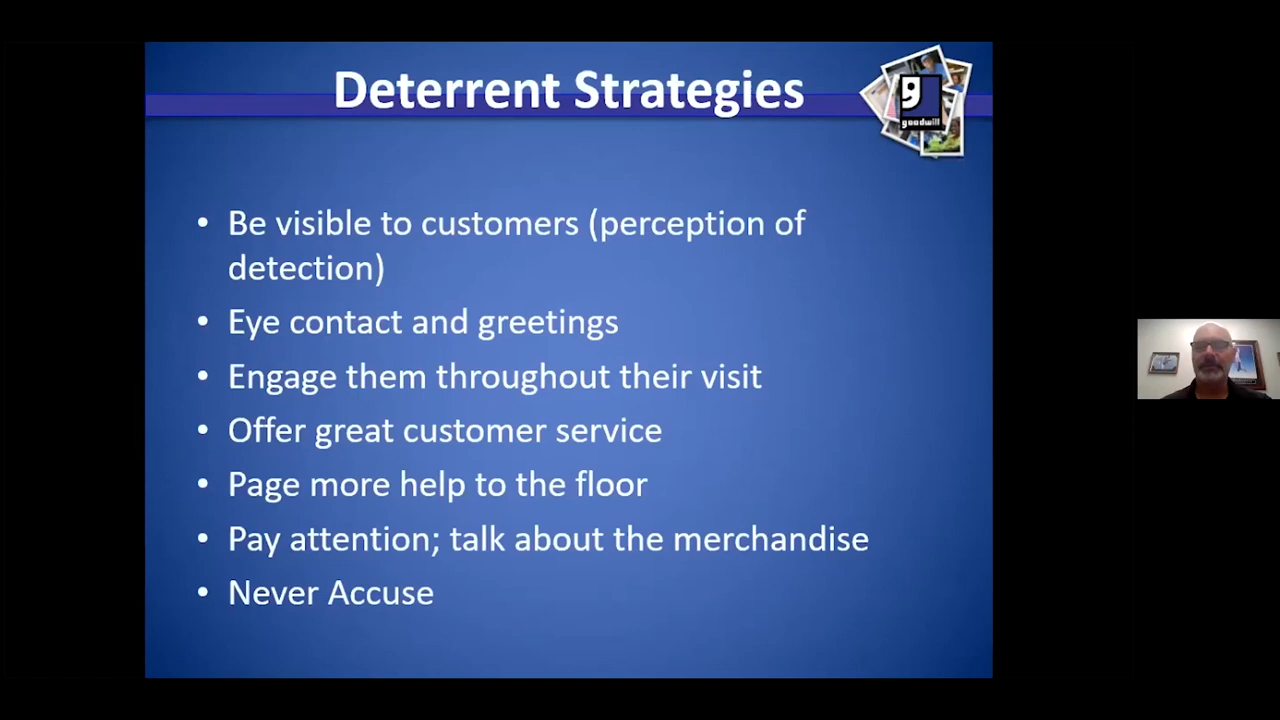 Deterrent Strategies
g
goodwill
• Be visible to customers (perception of
detection)
• Eye contact and greetings
• Engage them throughout their visit
• Offer great customer service
• Page more help to the floor
• Pay attention; talk about the merchandise
• Never Accuse